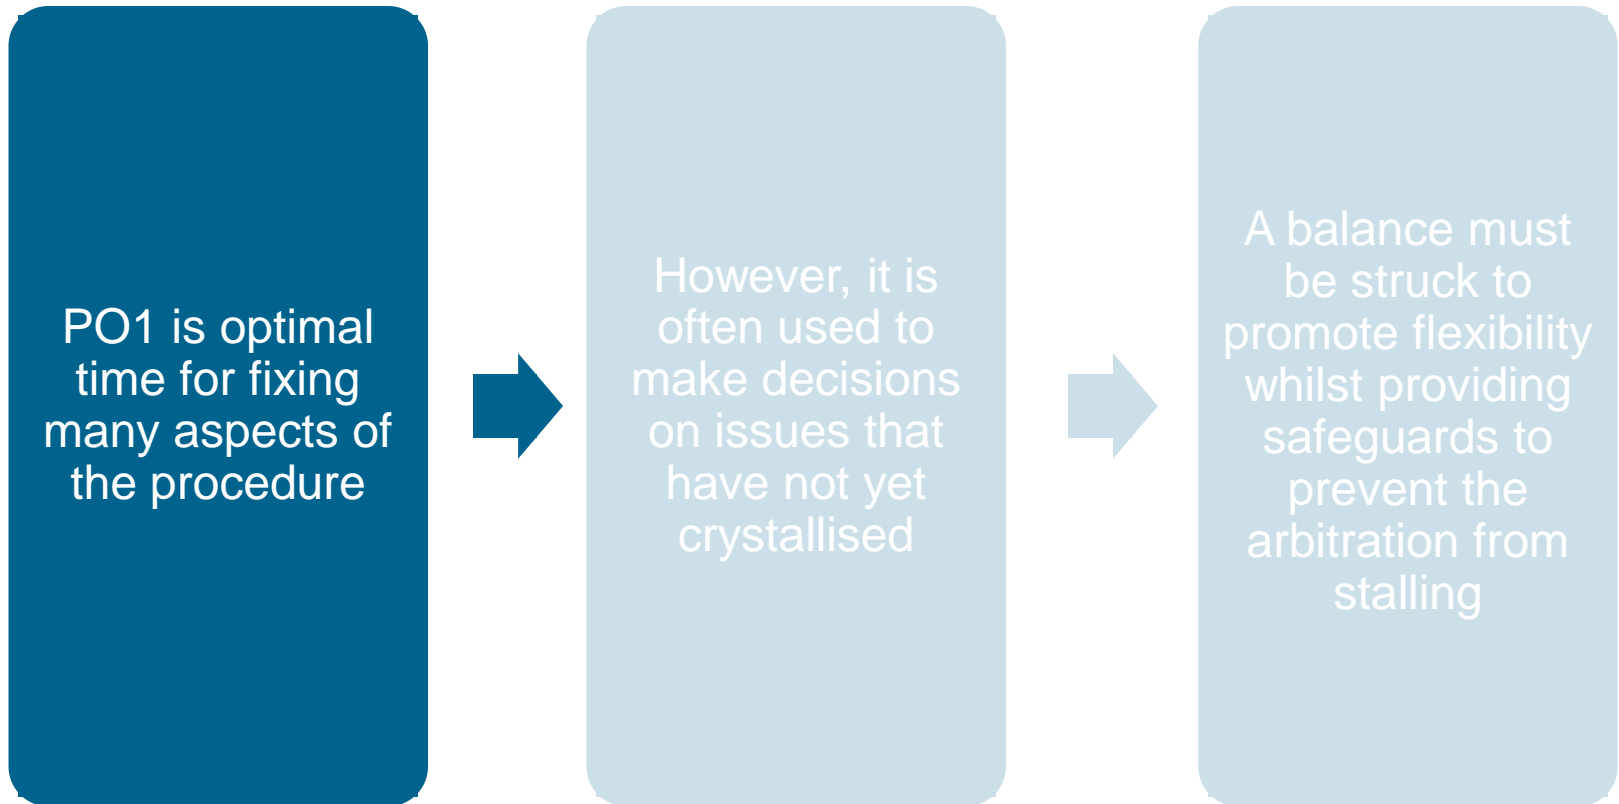 PO1 is optimal
time for fixing
many aspects of
the procedure
However, it is
often used to
make decisions
on issues that
have not yet
crystallised
A balance must
be struck to
promote flexibility
whilst providing
safeguards to
prevent the
arbitration from
stalling